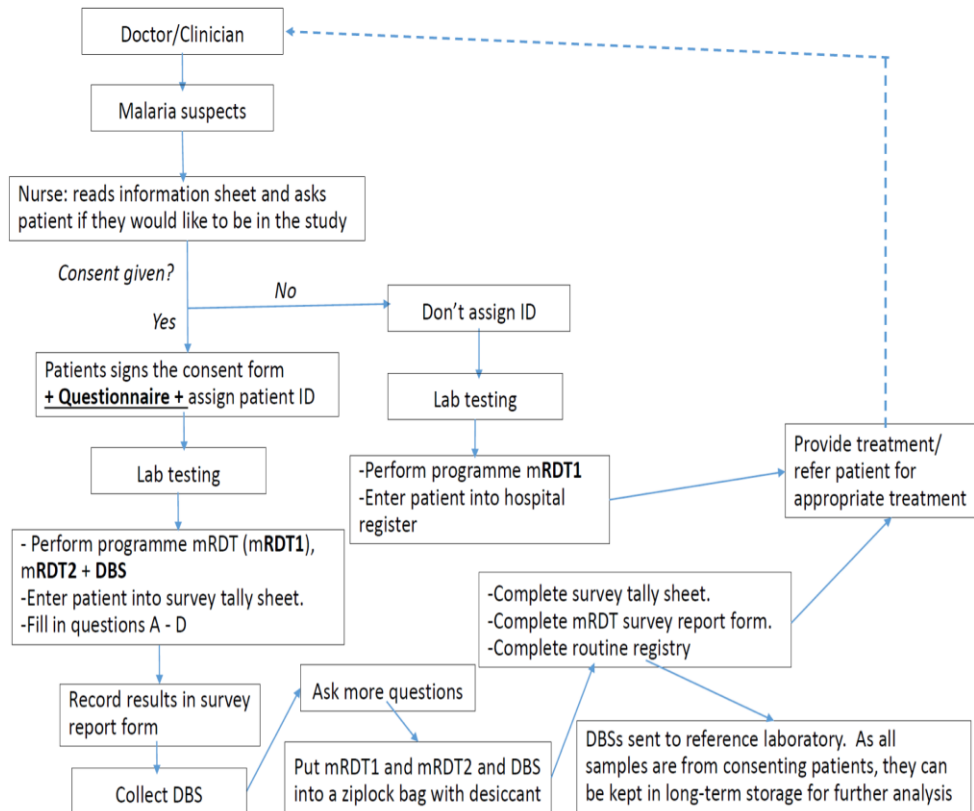 Doctor/Clinician
Malaria suspects
Nurse: reads information sheet and asks
patient if they would like to be in the study
Consent given?
No
Yes
Don't assign ID
Patients signs the consent form
+ Questionnaire + assign patient ID
Lab testing
Lab testing
-Perform programme mRDT1
-Enter patient into hospital
register
Provide treatment/
refer patient for
appropriate treatment
- Perform programme mRDT (mRDT1),
mRDT2 + DBS
-Enter patient into survey tally sheet.
-Fill in questions A - D
-Complete survey tally sheet.
-Complete mRDT survey report form.
-Complete routine registry
Record results in survey
report form
Ask more questions
Collect DBS
Put mRDT1 and mRDT2 and DBS
into a ziplock bag with desiccant
DBSs sent to reference laboratory.  As all
samples are from consenting patients, they can
be kept in long-term storage for further analysis